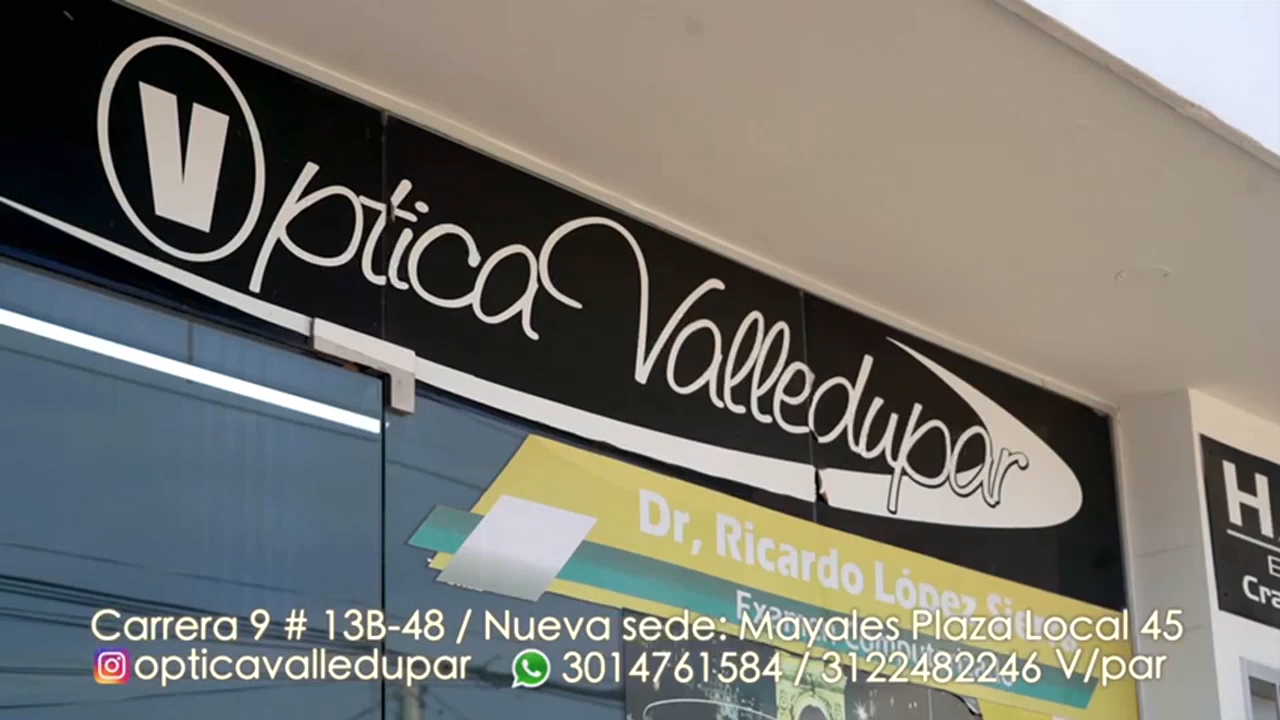 V
Optica Valledupar
Dr, Ricardo López
H
Cra
Carrera 9 # 13B-48 / Nueva sede: Mayales Plaza Local 45
opticavalledupar 3014761584 / 3122482246 V/par